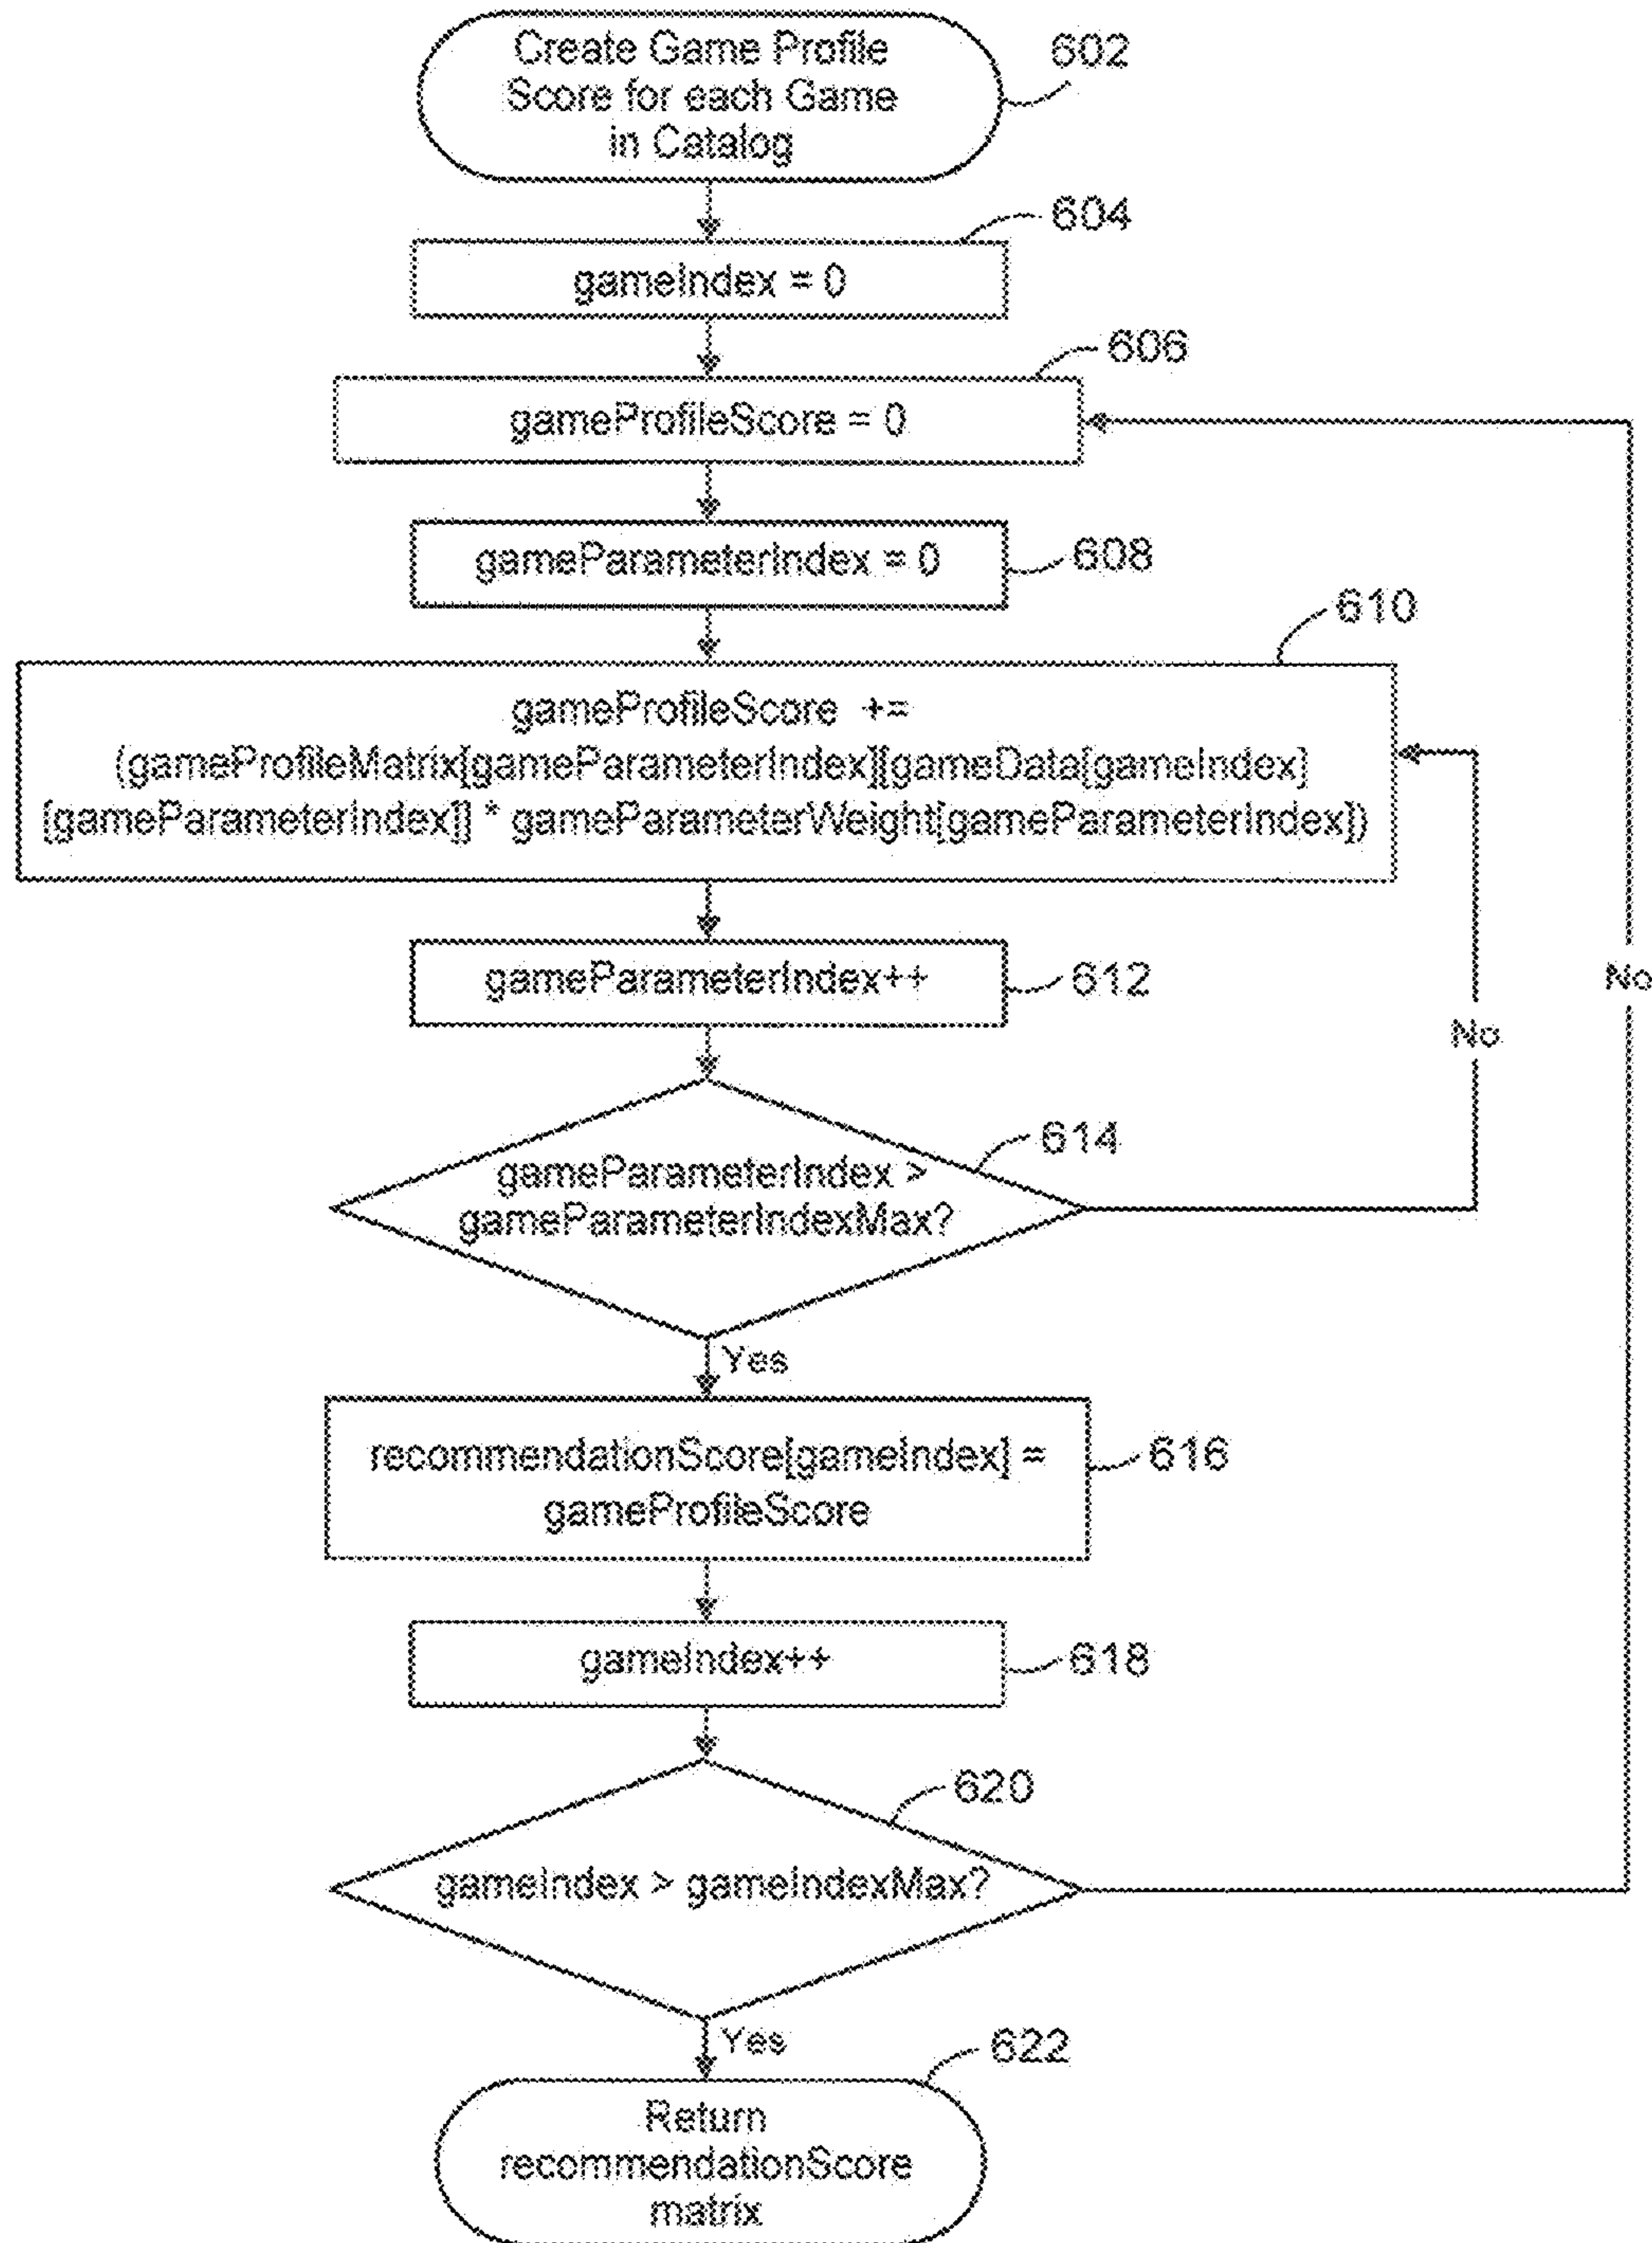 Create Game Profile
Score for each Game
in Catalog
602
604
gameIndex = 0
606
gameProfileScore = 0
gameParameterIndex = 0
608
610
gameProfileScore +=
(gameProfileMatrix[gameParameterIndex][gameData[gameIndex]
[gameParameterIndex]] * gameParameterWeight[gameParameterIndex])
gameParameterIndex++
612
No
No
614
gameParameterIndex >
gameParameterIndexMax?
Yes
recommendationScore[gameIndex] =
gameProfileScore
616
gameIndex++
618
620
gameIndex > gameIndexMax?
Yes
622
Return
recommendationScore
matrix